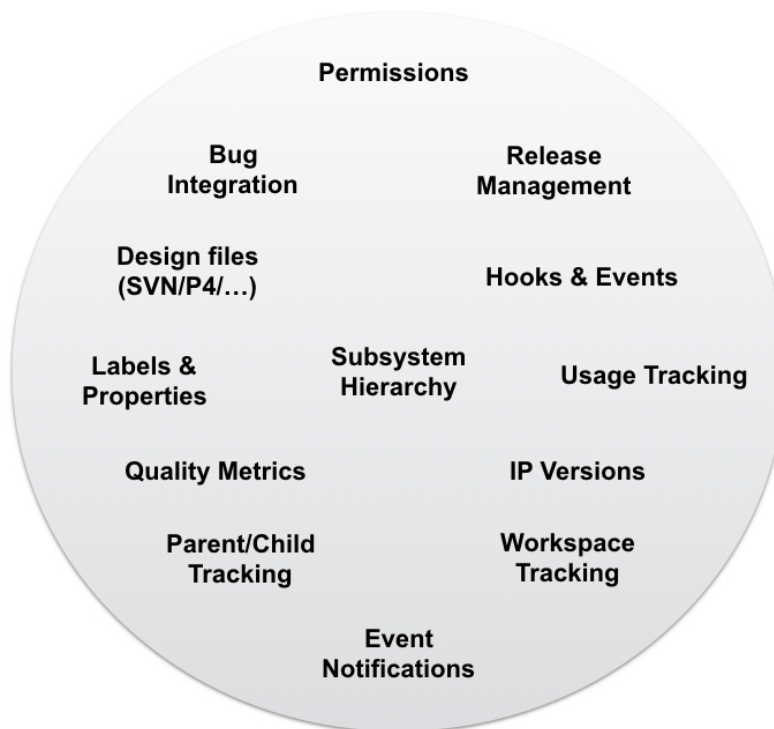 Permissions
Bug
Integration
Release
Management
Design files
(SVN/P4/…)
Hooks & Events
Labels &
Properties
Subsystem
Hierarchy
Usage Tracking
Quality Metrics
IP Versions
Parent/Child
Tracking
Workspace
Tracking
Event
Notifications